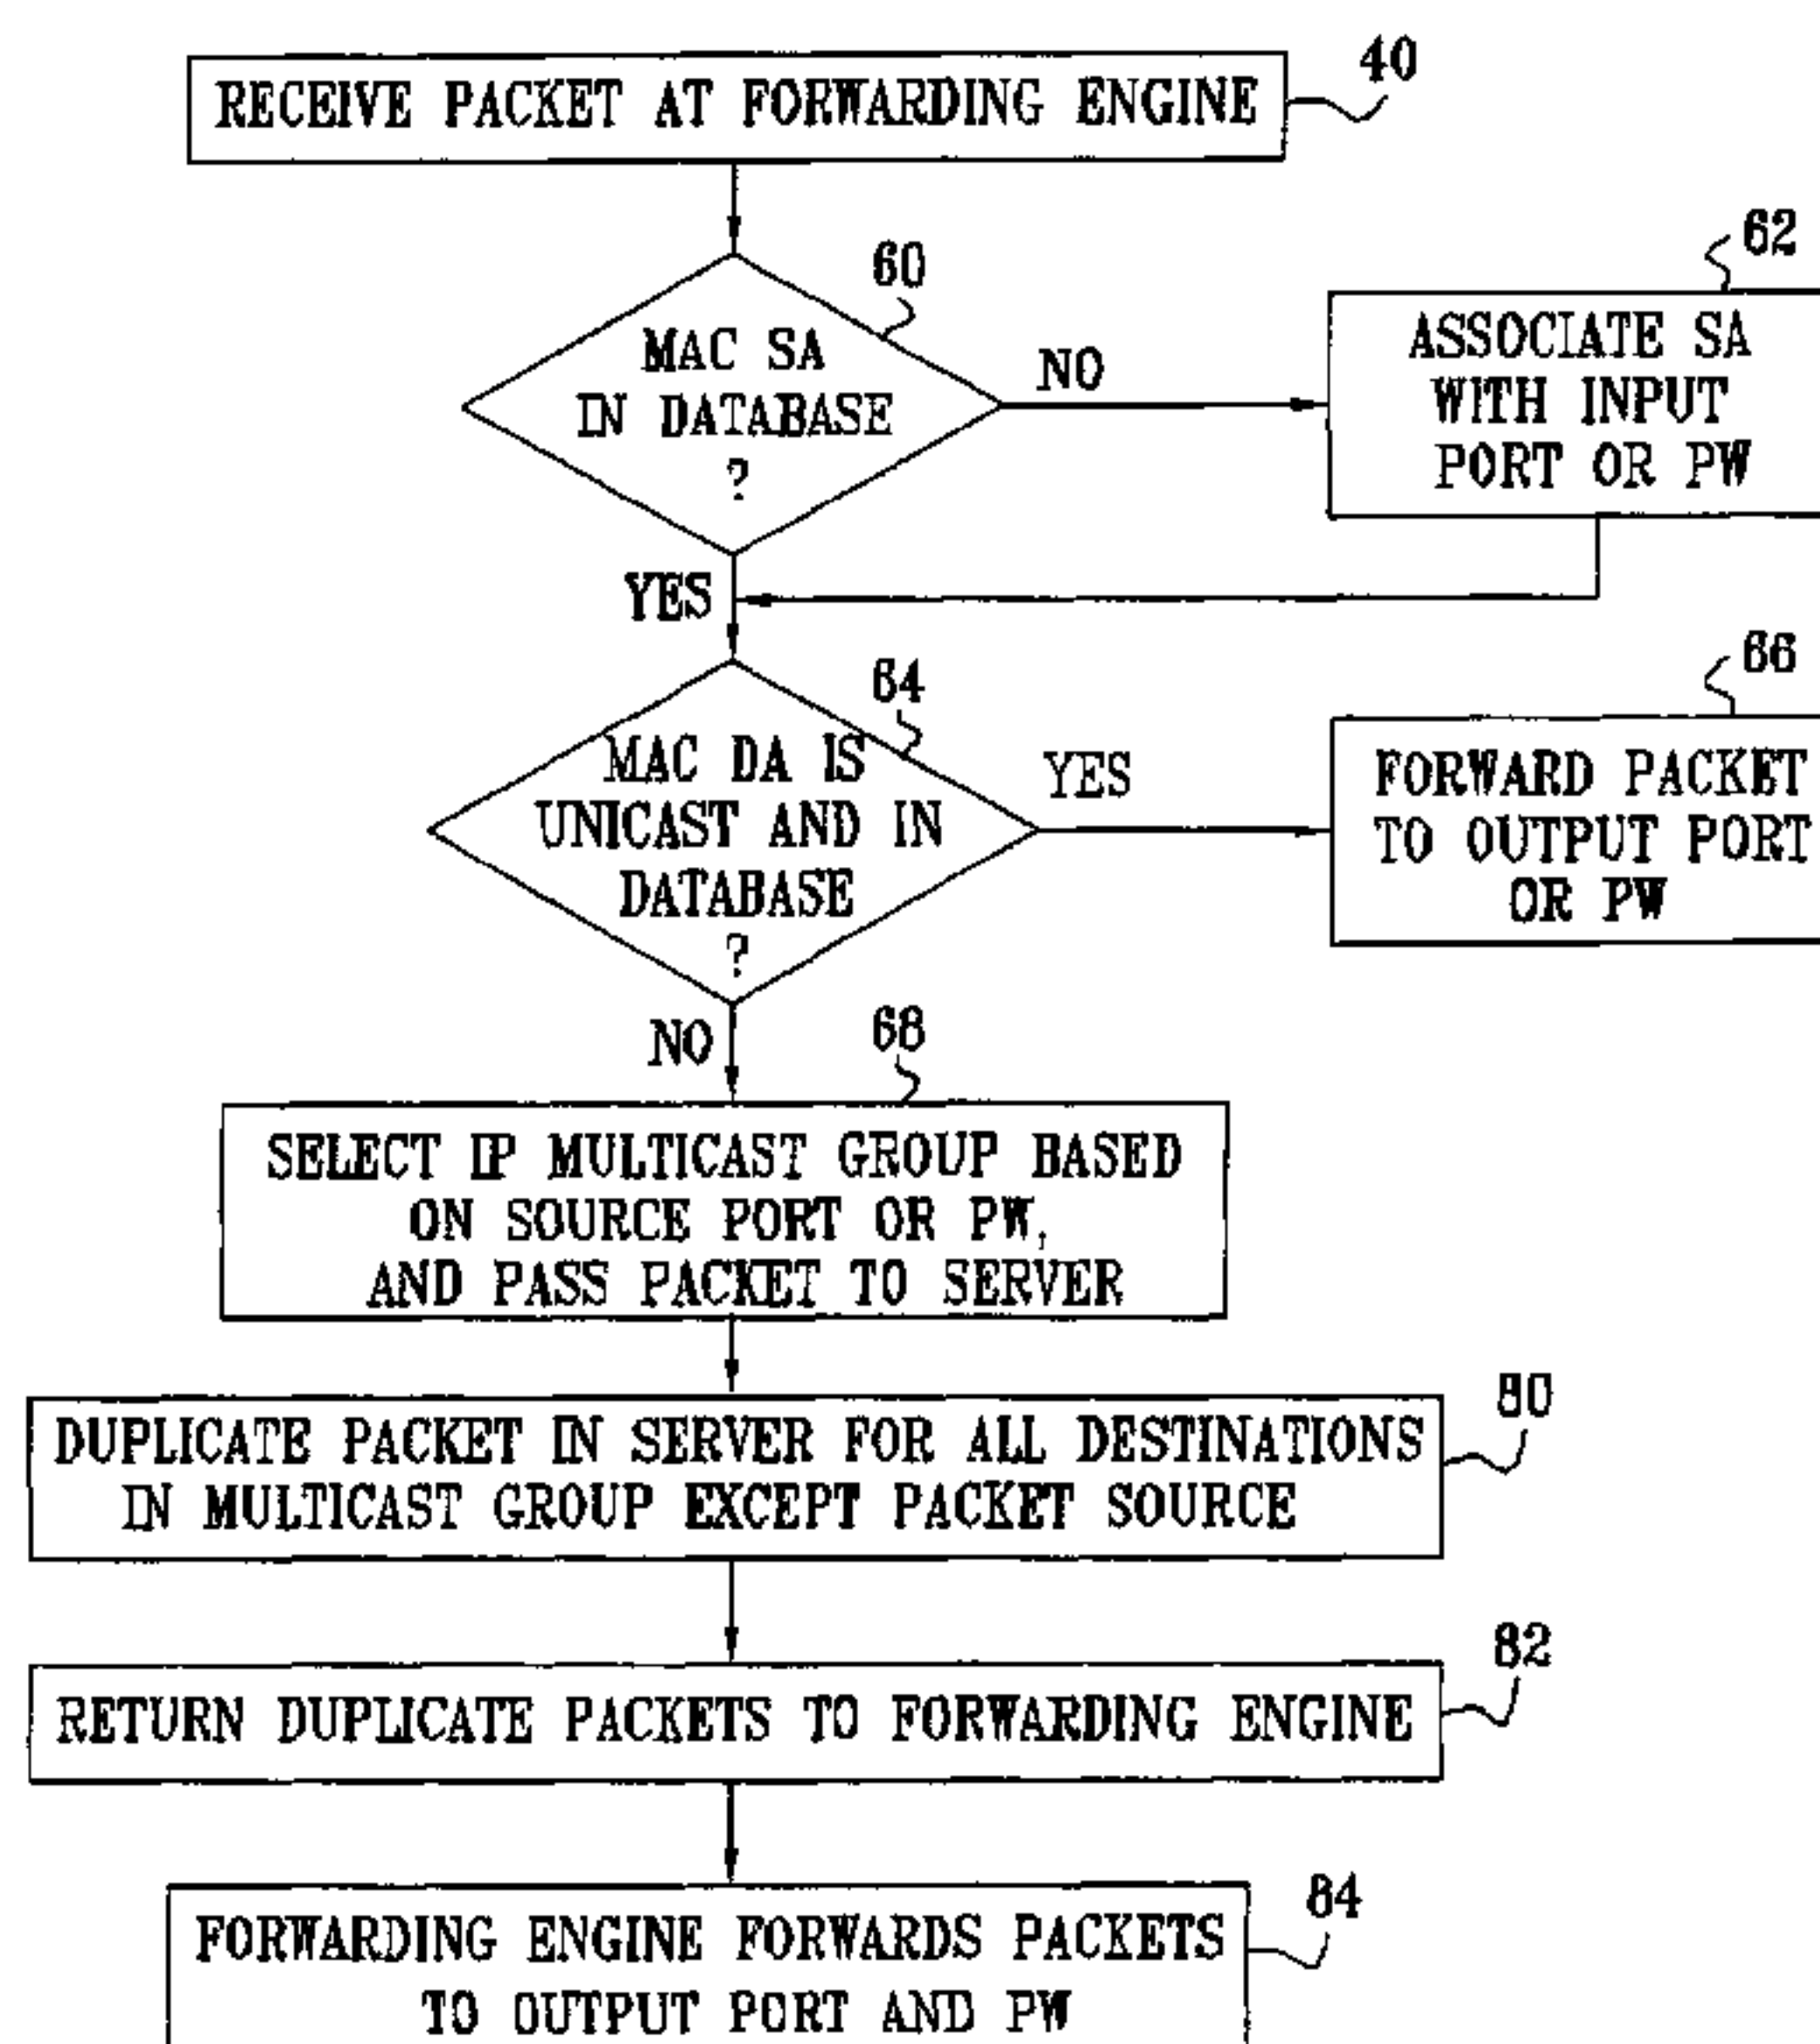 40
RECEIVE PACKET AT FORWARDING ENGINE
60
62
MAC SA
IN DATABASE
?
NO
ASSOCIATE SA
WITH INPUT
PORT OR PW
YES
64
66
MAC DA IS
UNICAST AND IN
DATABASE
?
YES
FORWARD PACKET
TO OUTPUT PORT
OR PW
NO
68
SELECT IP MULTICAST GROUP BASED
ON SOURCE PORT OR PW,
AND PASS PACKET TO SERVER
80
DUPLICATE PACKET IN SERVER FOR ALL DESTINATIONS
IN MULTICAST GROUP EXCEPT PACKET SOURCE
82
RETURN DUPLICATE PACKETS TO FORWARDING ENGINE
84
FORWARDING ENGINE FORWARDS PACKETS
TO OUTPUT PORT AND PW